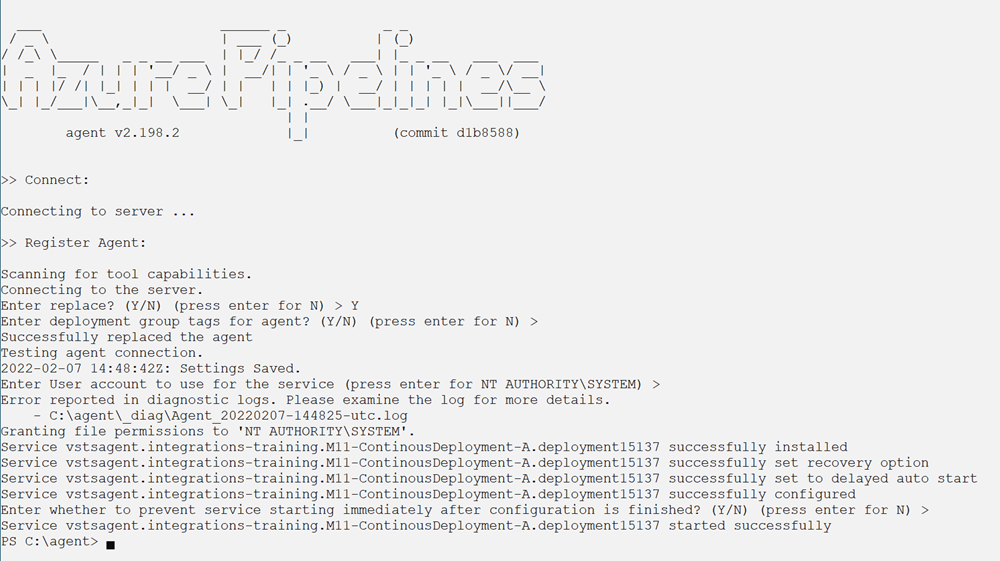 Azure Pipelines
agent v2.198.2 (commit d1b8588)
>> Connect:
Connecting to server ...
>> Register Agent:
Scanning for tool capabilities.
Connecting to the server.
Enter replace? (Y/N) (press enter for N) > Y
Enter deployment group tags for agent? (Y/N) (press enter for N) >
Successfully replaced the agent
Testing agent connection.
2022-02-07 14:48:42Z: Settings Saved.
Enter User account to use for the service (press enter for NT AUTHORITY\SYSTEM) >
Error reported in diagnostic logs. Please examine the log for more details.
- C:\agent\_diag\Agent_20220207-144825-utc.log
Granting file permissions to 'NT AUTHORITY\SYSTEM'.
Service vstsagent.integrations-training.M11-ContinousDeployment-A.deployment15137 successfully installed
Service vstsagent.integrations-training.M11-ContinousDeployment-A.deployment15137 successfully set recovery option
Service vstsagent.integrations-training.M11-ContinousDeployment-A.deployment15137 successfully set to delayed auto start
Service vstsagent.integrations-training.M11-ContinousDeployment-A.deployment15137 successfully configured
Enter whether to prevent service starting immediately after configuration is finished? (Y/N) (press enter for N) >
Service vstsagent.integrations-training.M11-ContinousDeployment-A.deployment15137 started successfully
PS C:\agent>